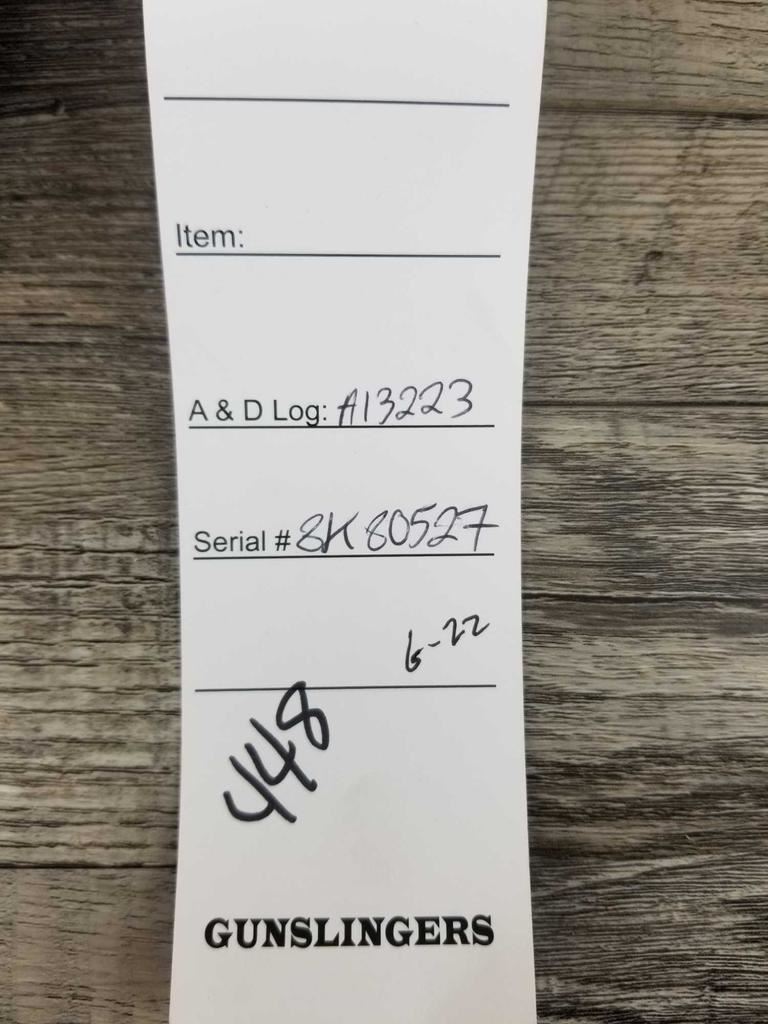 Item:
A & D Log: A13223
Serial # 8K80527
6-22
448
GUNSLINGERS